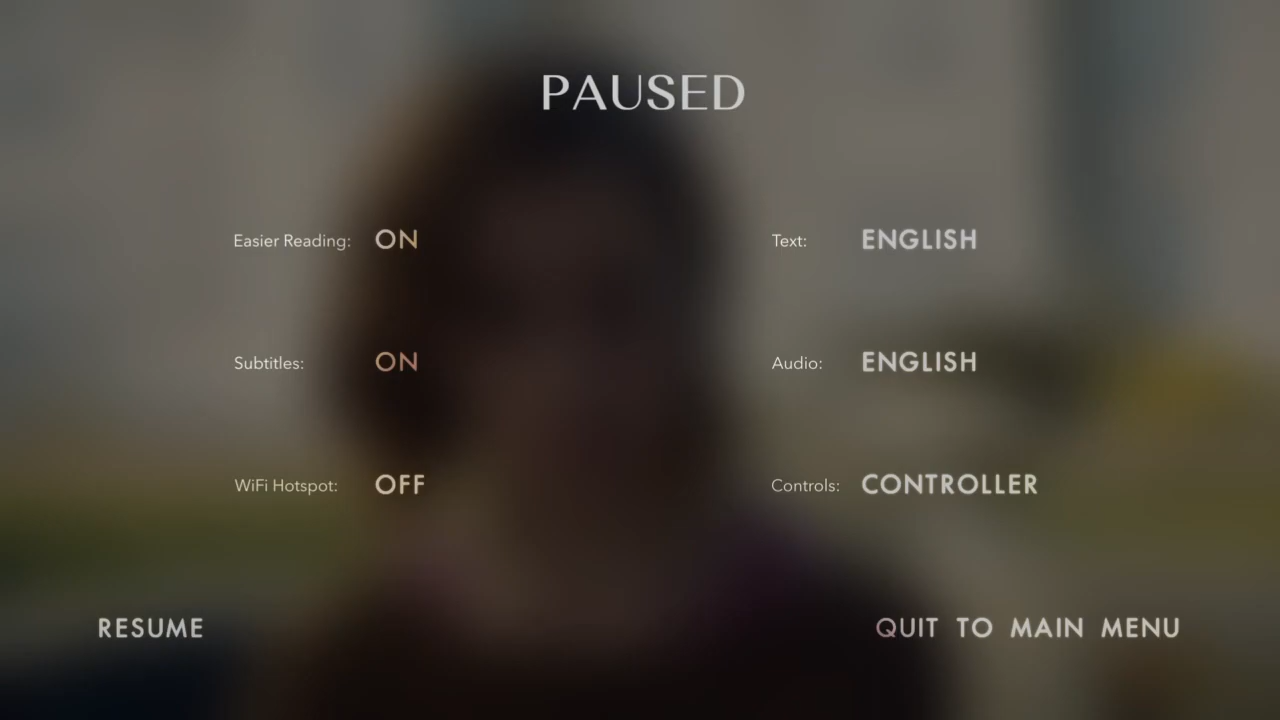 PAUSED
Easier Reading: ON
Text: ENGLISH
Subtitles: ON
Audio: ENGLISH
WiFi Hotspot: OFF
Controls: CONTROLLER
RESUME
QUIT TO MAIN MENU